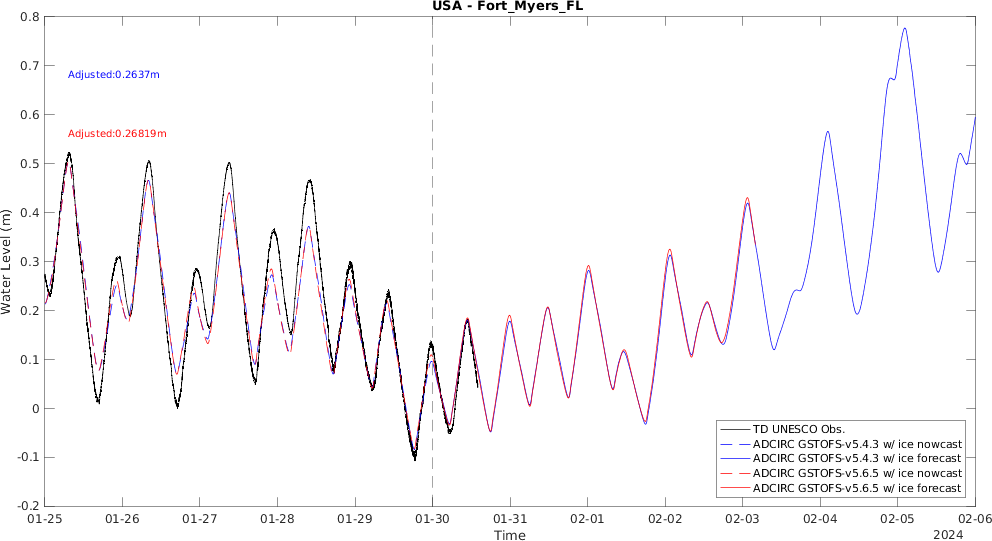 USA - Fort_Myers_FL
0.8
0.7
0.6
0.5
0.4
0.3
0.2
0.1
0
-0.1
-0.2
Water Level (m)
Adjusted:0.2637m
Adjusted:0.26819m
TD UNESCO Obs.
ADCIRC GSTOFS-v5.4.3 w/ ice nowcast
ADCIRC GSTOFS-v5.4.3 w/ ice forecast
ADCIRC GSTOFS-v5.6.5 w/ ice nowcast
ADCIRC GSTOFS-v5.6.5 w/ ice forecast
01-25 01-26 01-27 01-28 01-29 01-30 01-31 02-01 02-02 02-03 02-04 02-05 02-06
Time
2024